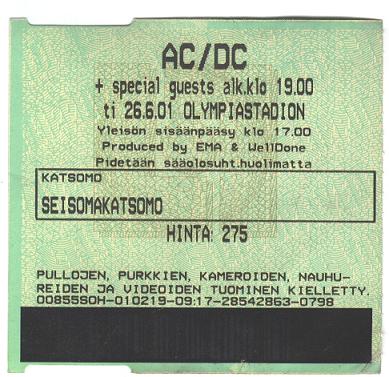 AC/DC
+ special guests alk.klo 19.00
ti 26.6.01 OLYMPIASTADION
Yleisön sisäänpääsy klo 17.00
Produced by EMA & WellDone
Pidetään sääolosuht.huolimatta
KATSOMO
SEISOMAKATSOMO
HINTA: 275
PULLOJEN, PURKKIEN, KAMEROIDEN, NAUHU-
REIDEN JA VIDEOIDEN TUOMINEN KIELLETTY.
0085580H-010219-09:17-28542863-0798